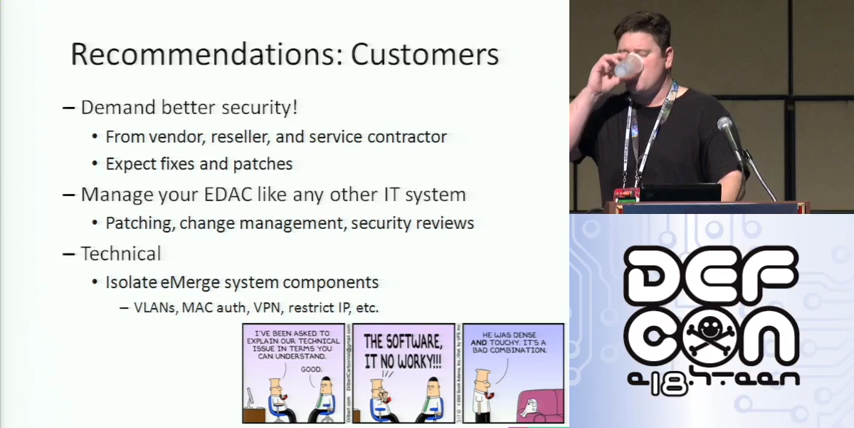 Recommendations: Customers
– Demand better security!
• From vendor, reseller, and service contractor
• Expect fixes and patches
– Manage your EDAC like any other IT system
• Patching, change management, security reviews
– Technical
• Isolate eMerge system components
– VLANs, MAC auth, VPN, restrict IP, etc.
I'VE BEEN ASKED TO
EXPLAIN OUR TECHNICAL
ISSUE IN TERMS YOU
CAN UNDERSTAND.
GOOD.
THE SOFTWARE,
IT NO WORKY!!!
HE WAS DENSE
AND TOUCHY. IT'S A
BAD COMBINATION.
DEF
CON
e18hteen